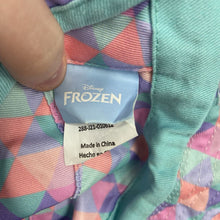 Disney
FROZEN
Made in China
Hecho en